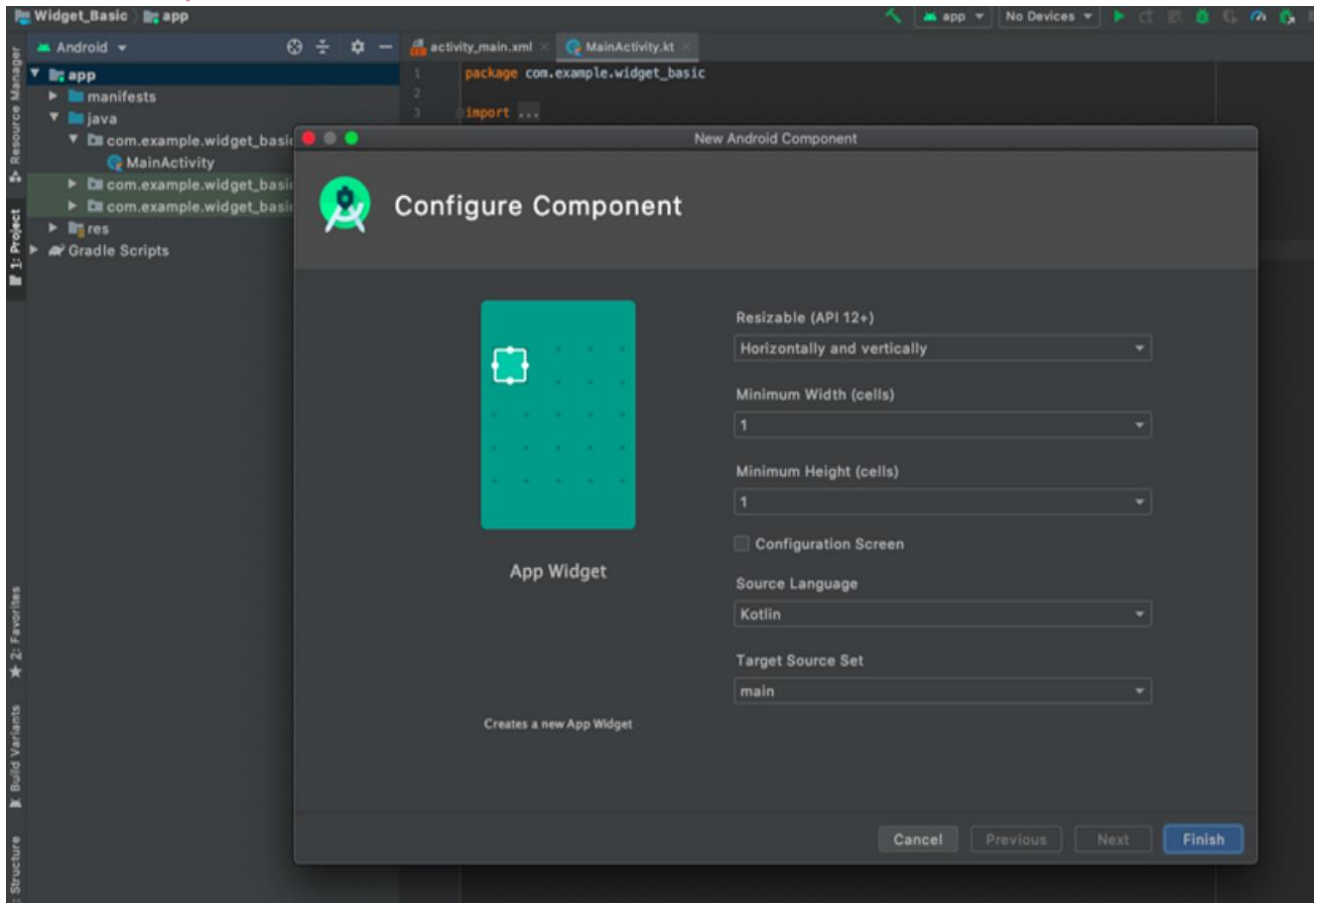 Widget_Basic app
app
No Devices
Android
activity_main.xml
MainActivity.kt
Resource Manager
1: Project
2: Favorites
Build Variants
Structure
app
manifests
java
com.example.widget_basic
MainActivity
com.example.widget_basic
com.example.widget_basi
res
Gradle Scripts
1 package com.example.widget_basic
2
3 import ...
New Android Component
Configure Component
App Widget
Creates a new App Widget
Resizable (API 12+)
Horizontally and vertically
Minimum Width (cells)
1
Minimum Height (cells)
1
Configuration Screen
Source Language
Kotlin
Target Source Set
main
Cancel
Previous
Next
Finish